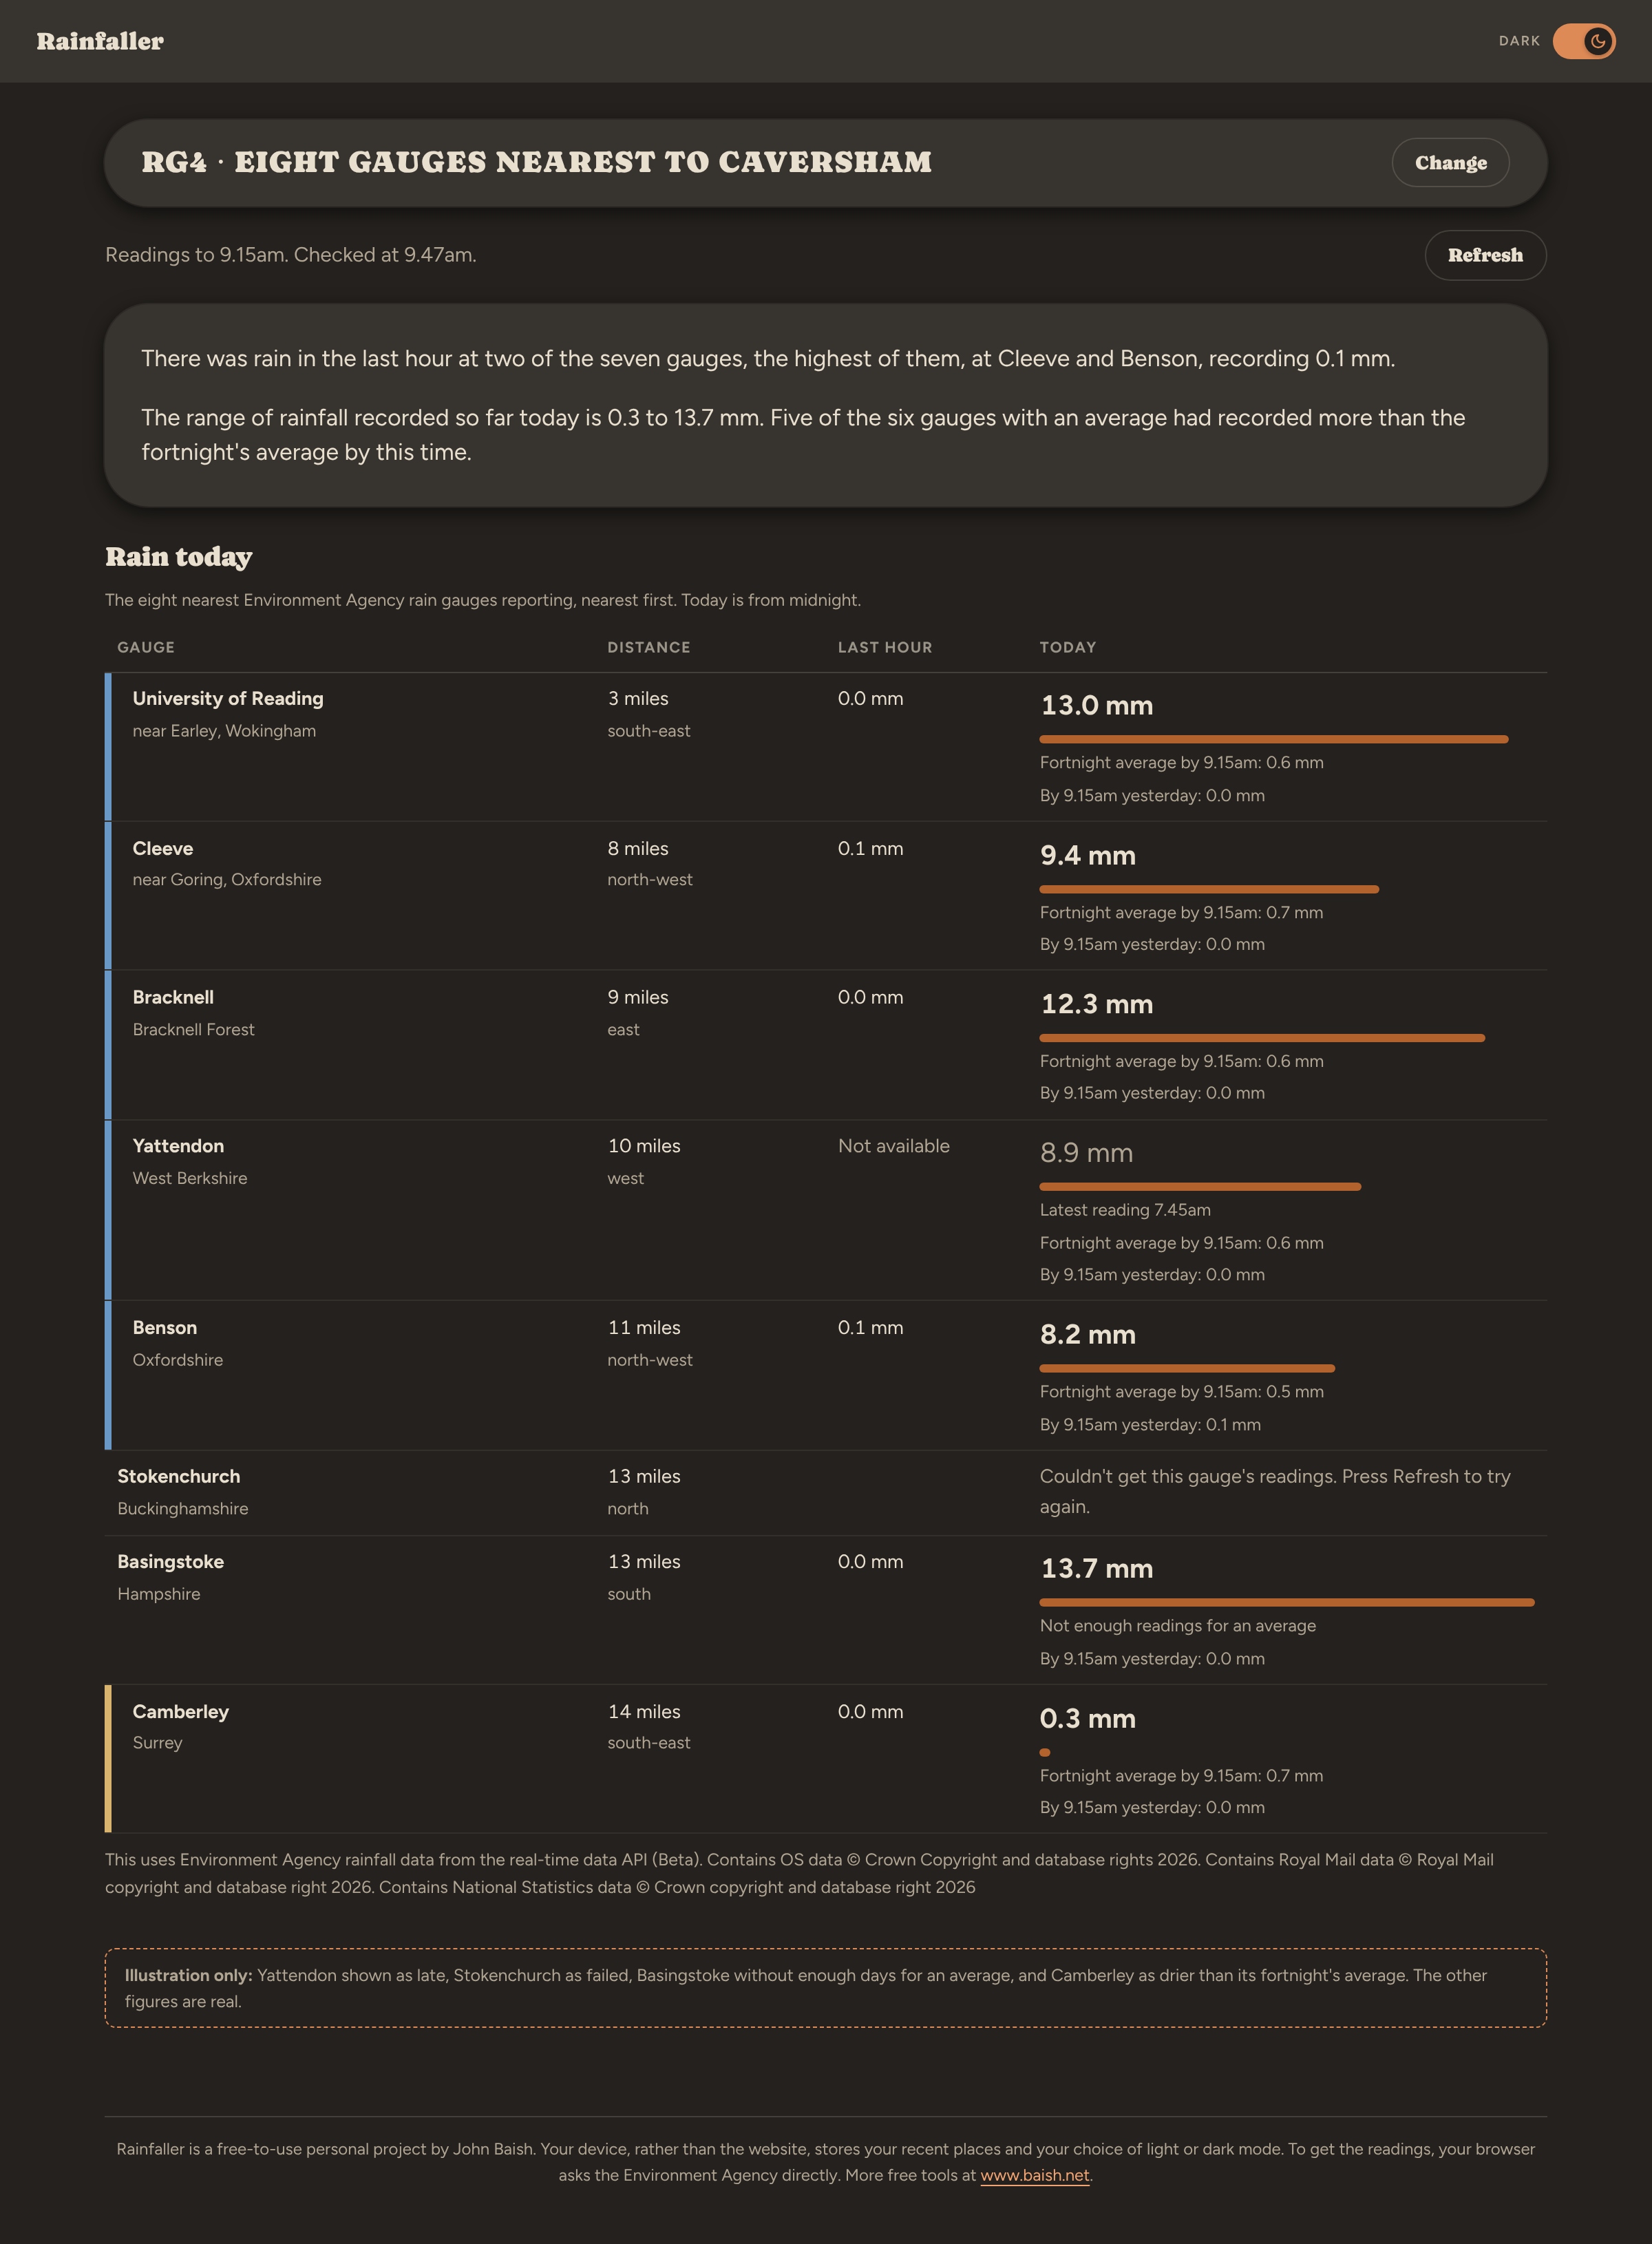 Rainfaller
DARK
RG4 · EIGHT GAUGES NEAREST TO CAVERSHAM
Change
Readings to 9.15am. Checked at 9.47am.
Refresh
There was rain in the last hour at two of the seven gauges, the highest of them, at Cleeve and Benson, recording 0.1 mm.
The range of rainfall recorded so far today is 0.3 to 13.7 mm. Five of the six gauges with an average had recorded more than the
fortnight's average by this time.
Rain today
The eight nearest Environment Agency rain gauges reporting, nearest first. Today is from midnight.
GAUGE DISTANCE LAST HOUR TODAY
University of Reading 3 miles 0.0 mm 13.0 mm
near Earley, Wokingham south-east
Fortnight average by 9.15am: 0.6 mm
By 9.15am yesterday: 0.0 mm
Cleeve 8 miles 0.1 mm 9.4 mm
near Goring, Oxfordshire north-west
Fortnight average by 9.15am: 0.7 mm
By 9.15am yesterday: 0.0 mm
Bracknell 9 miles 0.0 mm 12.3 mm
Bracknell Forest east
Fortnight average by 9.15am: 0.6 mm
By 9.15am yesterday: 0.0 mm
Yattendon 10 miles Not available 8.9 mm
West Berkshire west
Latest reading 7.45am
Fortnight average by 9.15am: 0.6 mm
By 9.15am yesterday: 0.0 mm
Benson 11 miles 0.1 mm 8.2 mm
Oxfordshire north-west
Fortnight average by 9.15am: 0.5 mm
By 9.15am yesterday: 0.1 mm
Stokenchurch 13 miles Couldn't get this gauge's readings. Press Refresh to try
Buckinghamshire north again.
Basingstoke 13 miles 0.0 mm 13.7 mm
Hampshire south
Not enough readings for an average
By 9.15am yesterday: 0.0 mm
Camberley 14 miles 0.0 mm 0.3 mm
Surrey south-east
Fortnight average by 9.15am: 0.7 mm
By 9.15am yesterday: 0.0 mm
This uses Environment Agency rainfall data from the real-time data API (Beta). Contains OS data © Crown Copyright and database rights 2026. Contains Royal Mail data © Royal Mail
copyright and database right 2026. Contains National Statistics data © Crown copyright and database right 2026
Illustration only: Yattendon shown as late, Stokenchurch as failed, Basingstoke without enough days for an average, and Camberley as drier than its fortnight's average. The other
figures are real.
Rainfaller is a free-to-use personal project by John Baish. Your device, rather than the website, stores your recent places and your choice of light or dark mode. To get the readings, your browser
asks the Environment Agency directly. More free tools at www.baish.net.